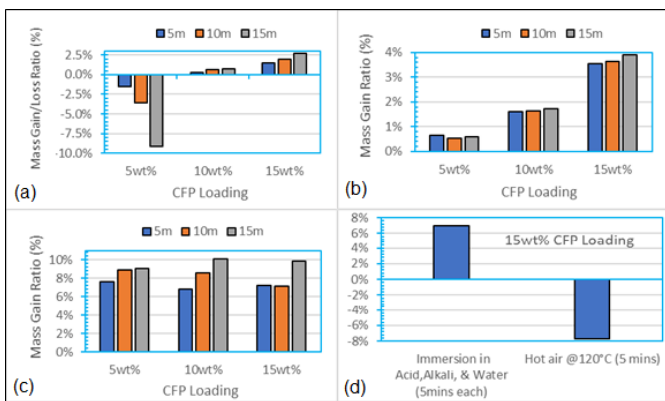 5m 10m 15m
Mass Gain/Loss Ratio (%)
2.5%
0.0%
-2.5%
-5.0%
-7.5%
-10.0%
5wt% 10wt% 15wt%
CFP Loading
(a)
(b)
5m 10m 15m
Mass Gain Ratio (%)
4%
3%
2%
1%
0%
5wt% 10wt% 15wt%
CFP Loading
(c)
5m 10m 15m
Mass Gain Ratio (%)
10%
8%
6%
4%
2%
0%
5wt% 10wt% 15wt%
CFP Loading
(d)
8%
6%
4%
2%
0%
-2%
-4%
-6%
-8%
15wt% CFP Loading
Immersion in
Acid,Alkali, & Water
(5mins each)
Hot air @120°C (5 mins)